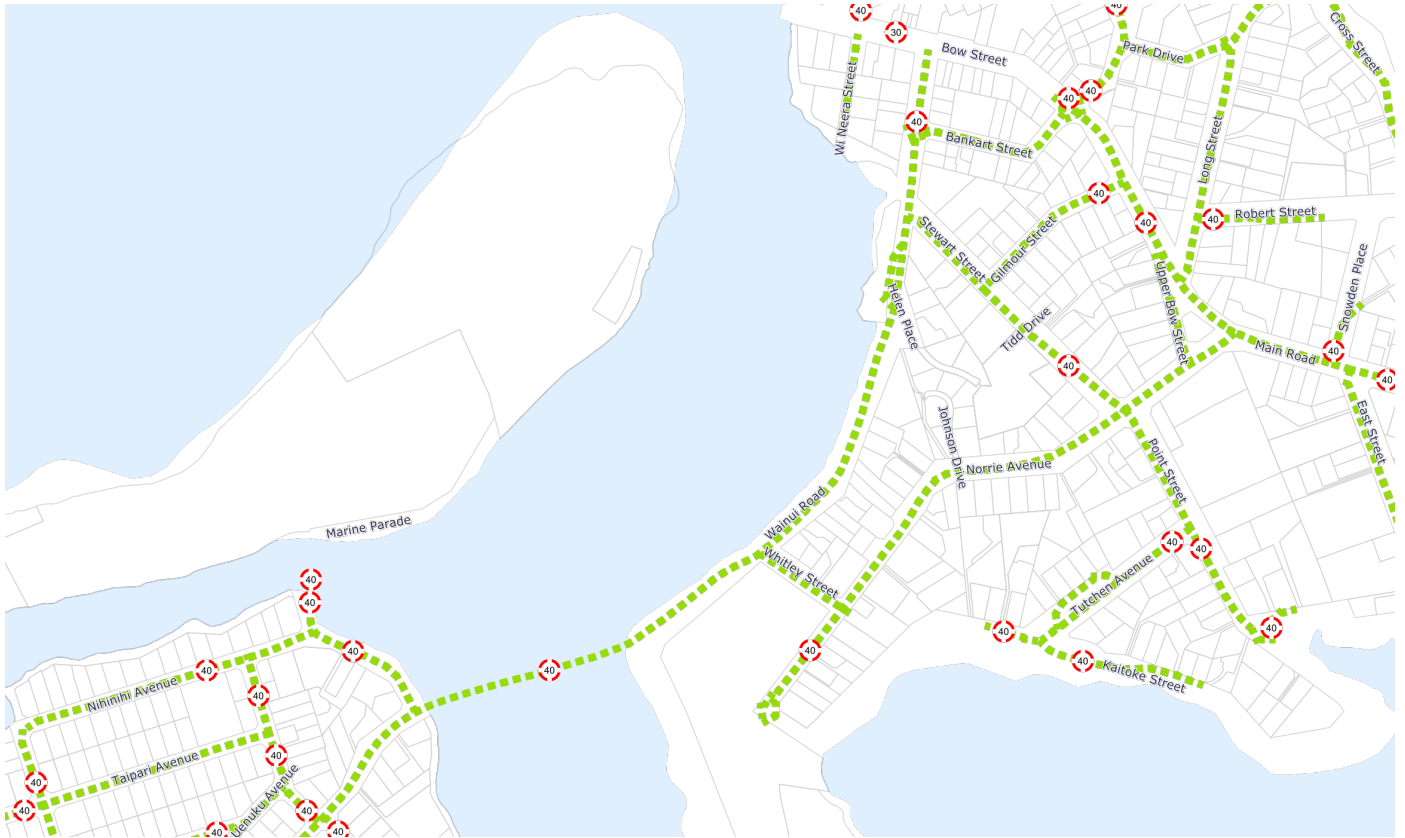 40
40
30
Bow Street
Park Drive
Cross Street
40
40
Wi Neera Street
40
Bankart Street
Long Street
40
Gilmour Street
Stewart Street
40
40
Robert Street
Snowden Place
Upper Bow Street
Helen Place
Tidd Drive
40
Main Road
40
40
East Street
Johnson Drive
Norrie Avenue
Point Street
Marine Parade
Wainui Road
Whitley Street
40
40
Tutchen Avenue
40
40
40
40
40
40
40
40
40
Kaitoke Street
40
Nihinihi Avenue
40
40
Taipari Avenue
40
40
Uenuku Avenue
40
40
40